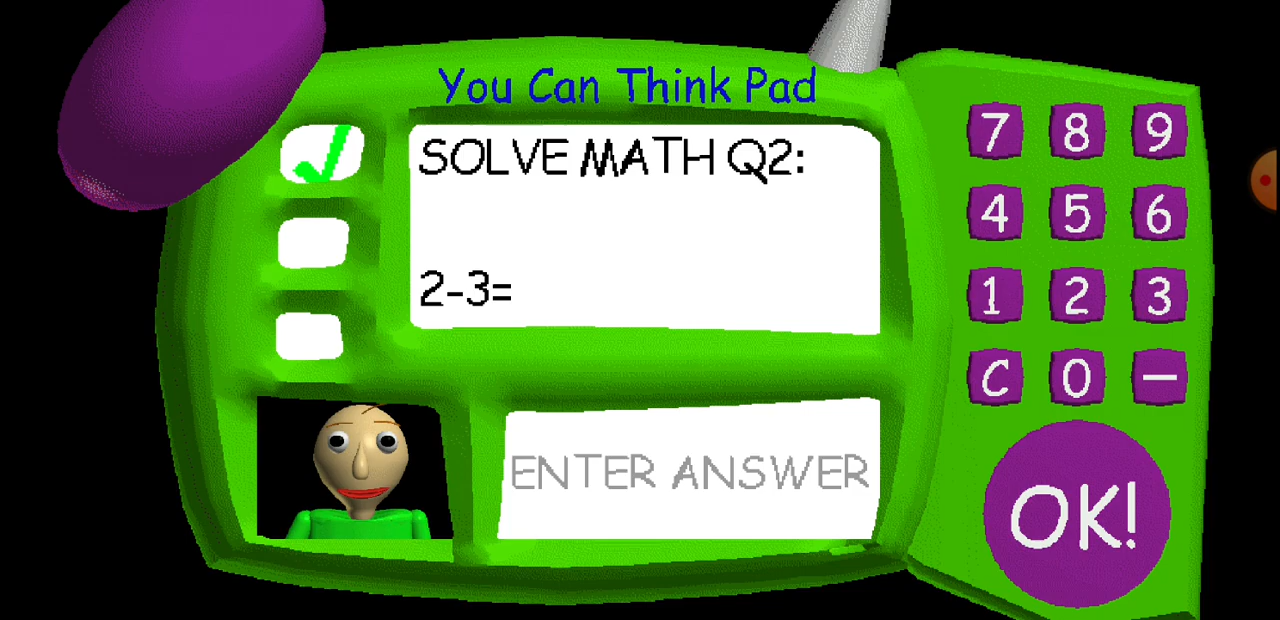 You Can Think Pad
SOLVE MATH Q2:
2-3=
ENTER ANSWER
7 8 9
4 5 6
1 2 3
C 0 -
OK!